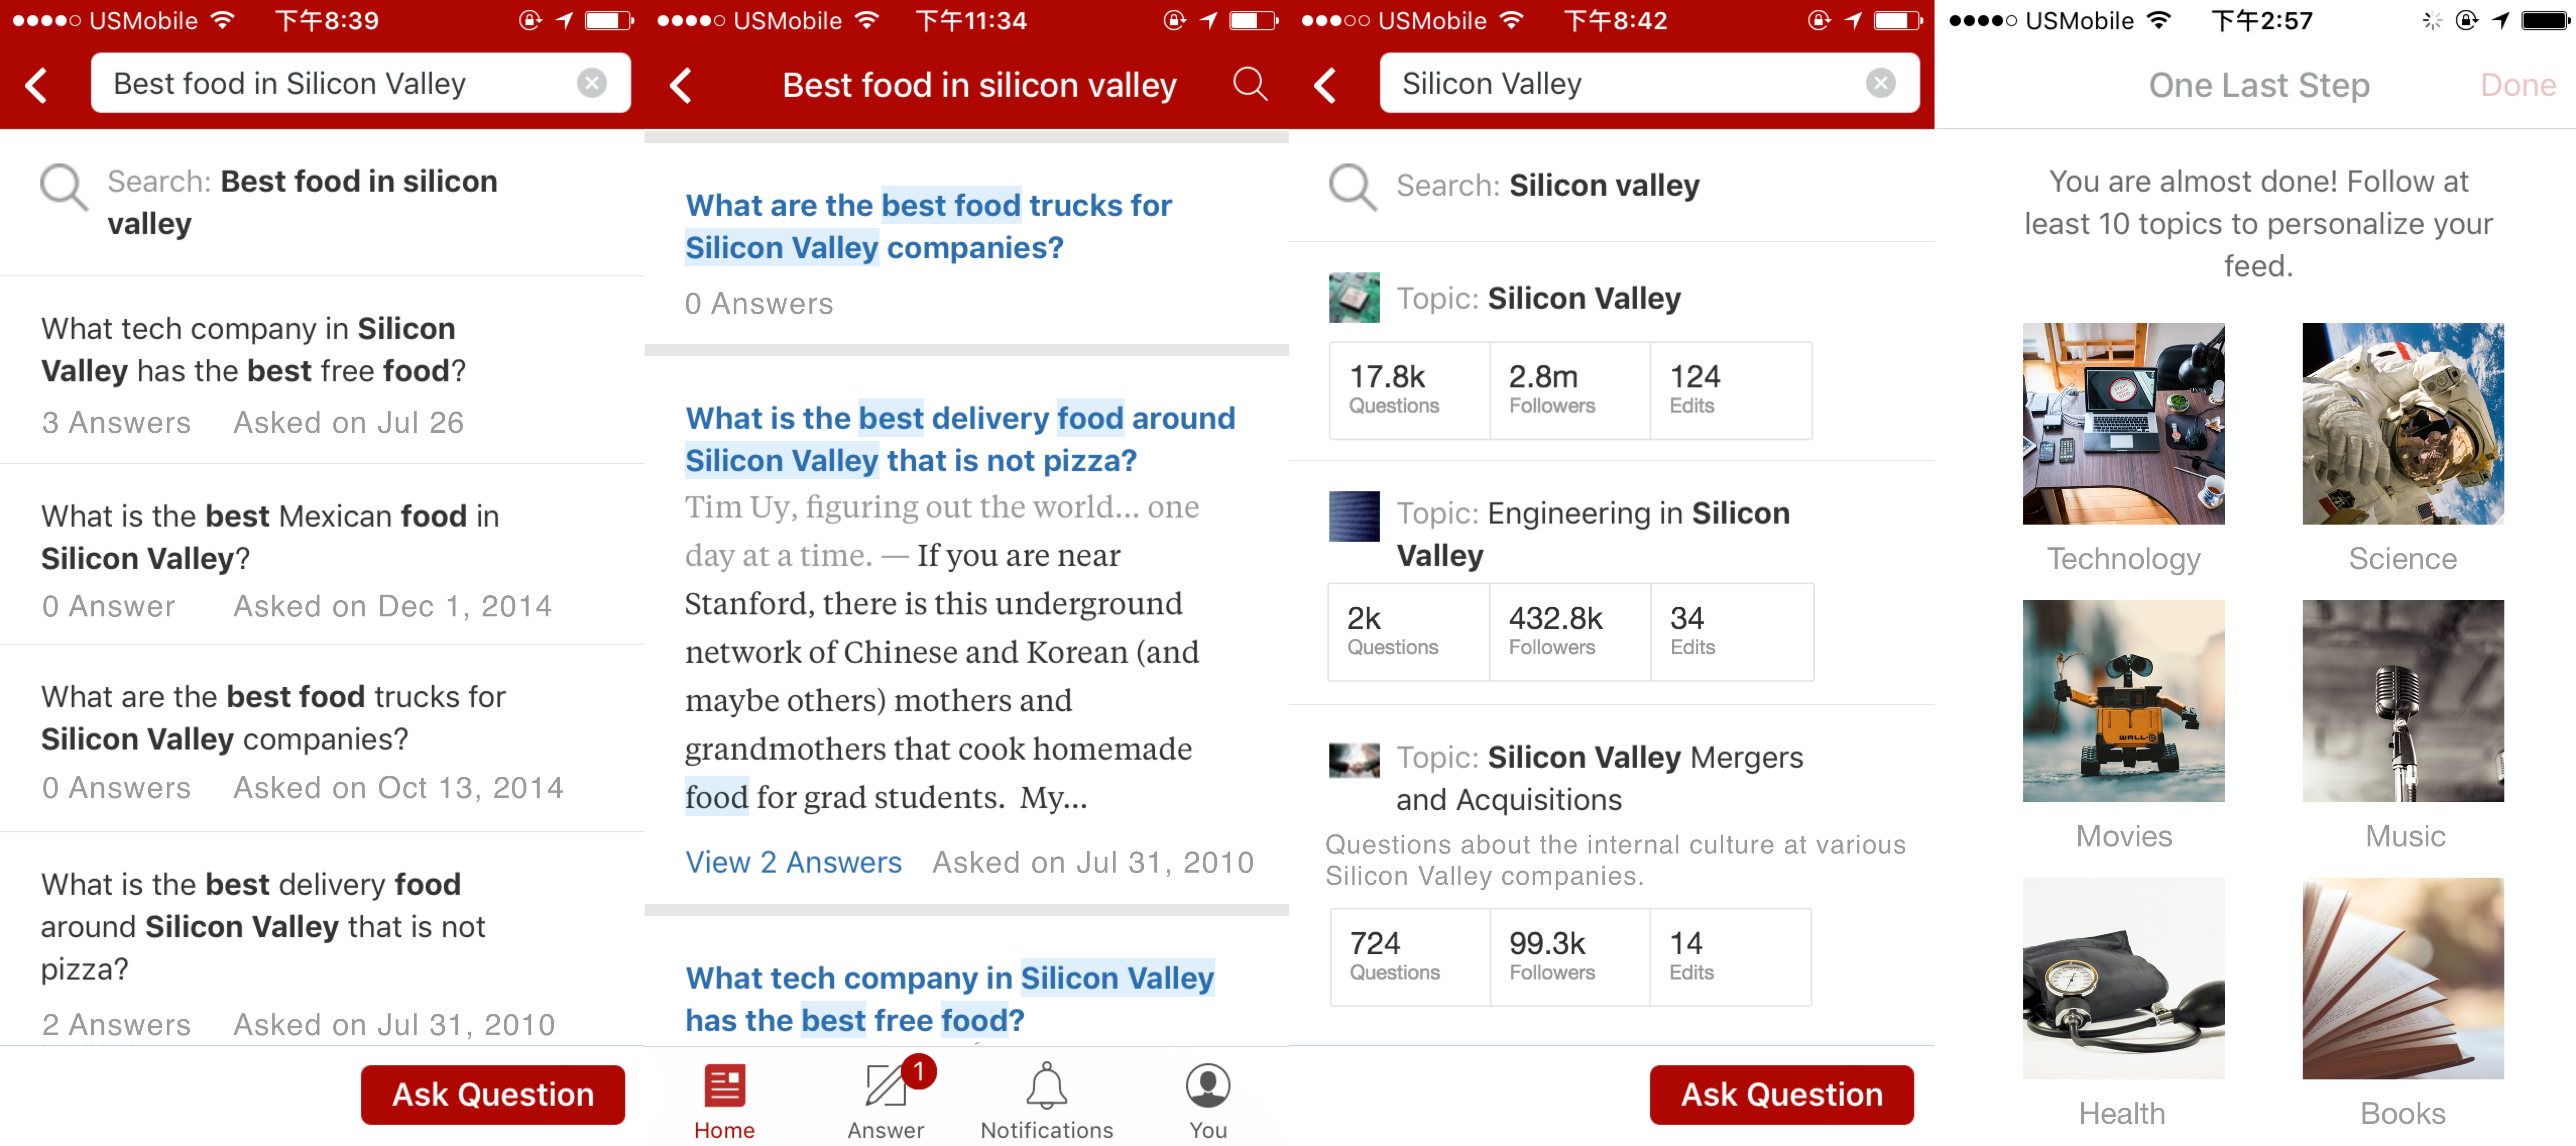 USMobile 下午8:39
Best food in Silicon Valley
Search: Best food in silicon
valley
What tech company in Silicon
Valley has the best free food?
3 Answers Asked on Jul 26
What is the best Mexican food in
Silicon Valley?
0 Answer Asked on Dec 1, 2014
What are the best food trucks for
Silicon Valley companies?
0 Answers Asked on Oct 13, 2014
What is the best delivery food
around Silicon Valley that is not
pizza?
2 Answers Asked on Jul 31, 2010
Ask Question
USMobile 下午11:34
Best food in silicon valley
What are the best food trucks for
Silicon Valley companies?
0 Answers
What is the best delivery food around
Silicon Valley that is not pizza?
Tim Uy, figuring out the world... one
day at a time. — If you are near
Stanford, there is this underground
network of Chinese and Korean (and
maybe others) mothers and
grandmothers that cook homemade
food for grad students. My...
View 2 Answers Asked on Jul 31, 2010
What tech company in Silicon Valley
has the best free food?
1
Home Answer Notifications You
USMobile 下午8:42
Silicon Valley
Search: Silicon valley
Topic: Silicon Valley
17.8k 2.8m 124
Questions Followers Edits
Topic: Engineering in Silicon
Valley
2k 432.8k 34
Questions Followers Edits
Topic: Silicon Valley Mergers
and Acquisitions
Questions about the internal culture at various
Silicon Valley companies.
724 99.3k 14
Questions Followers Edits
Ask Question
USMobile 下午2:57
One Last Step Done
You are almost done! Follow at
least 10 topics to personalize your
feed.
Technology Science
WALL·E
Movies Music
Health Books